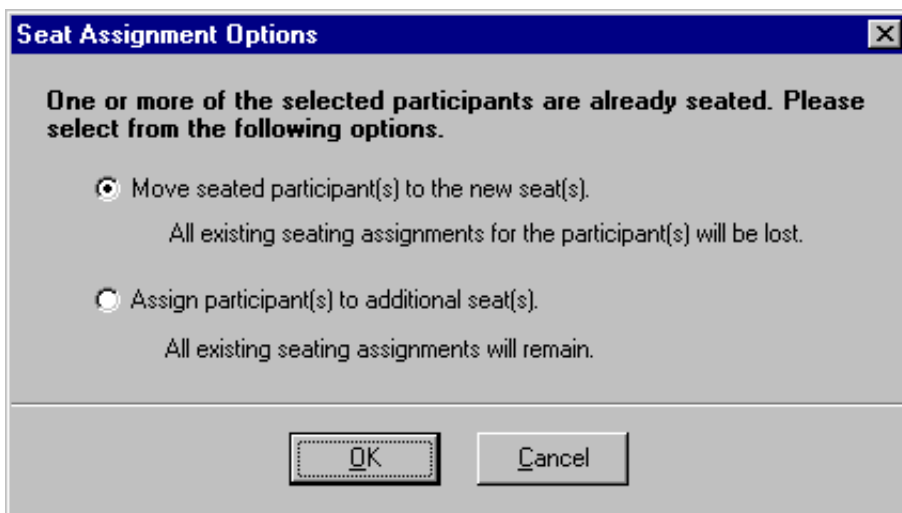 Seat Assignment Options
One or more of the selected participants are already seated. Please
select from the following options.
Move seated participant(s) to the new seat(s).
All existing seating assignments for the participant(s) will be lost.
Assign participant(s) to additional seat(s).
All existing seating assignments will remain.
OK Cancel